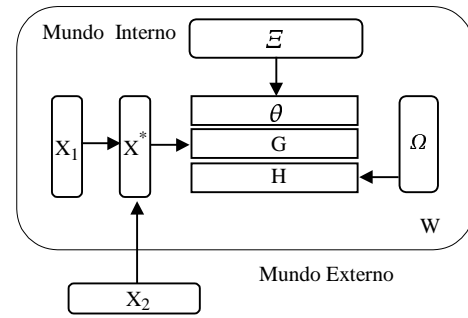 Mundo Interno
Ξ
θ
X1
X*
G
Ω
H
W
Mundo Externo
X2